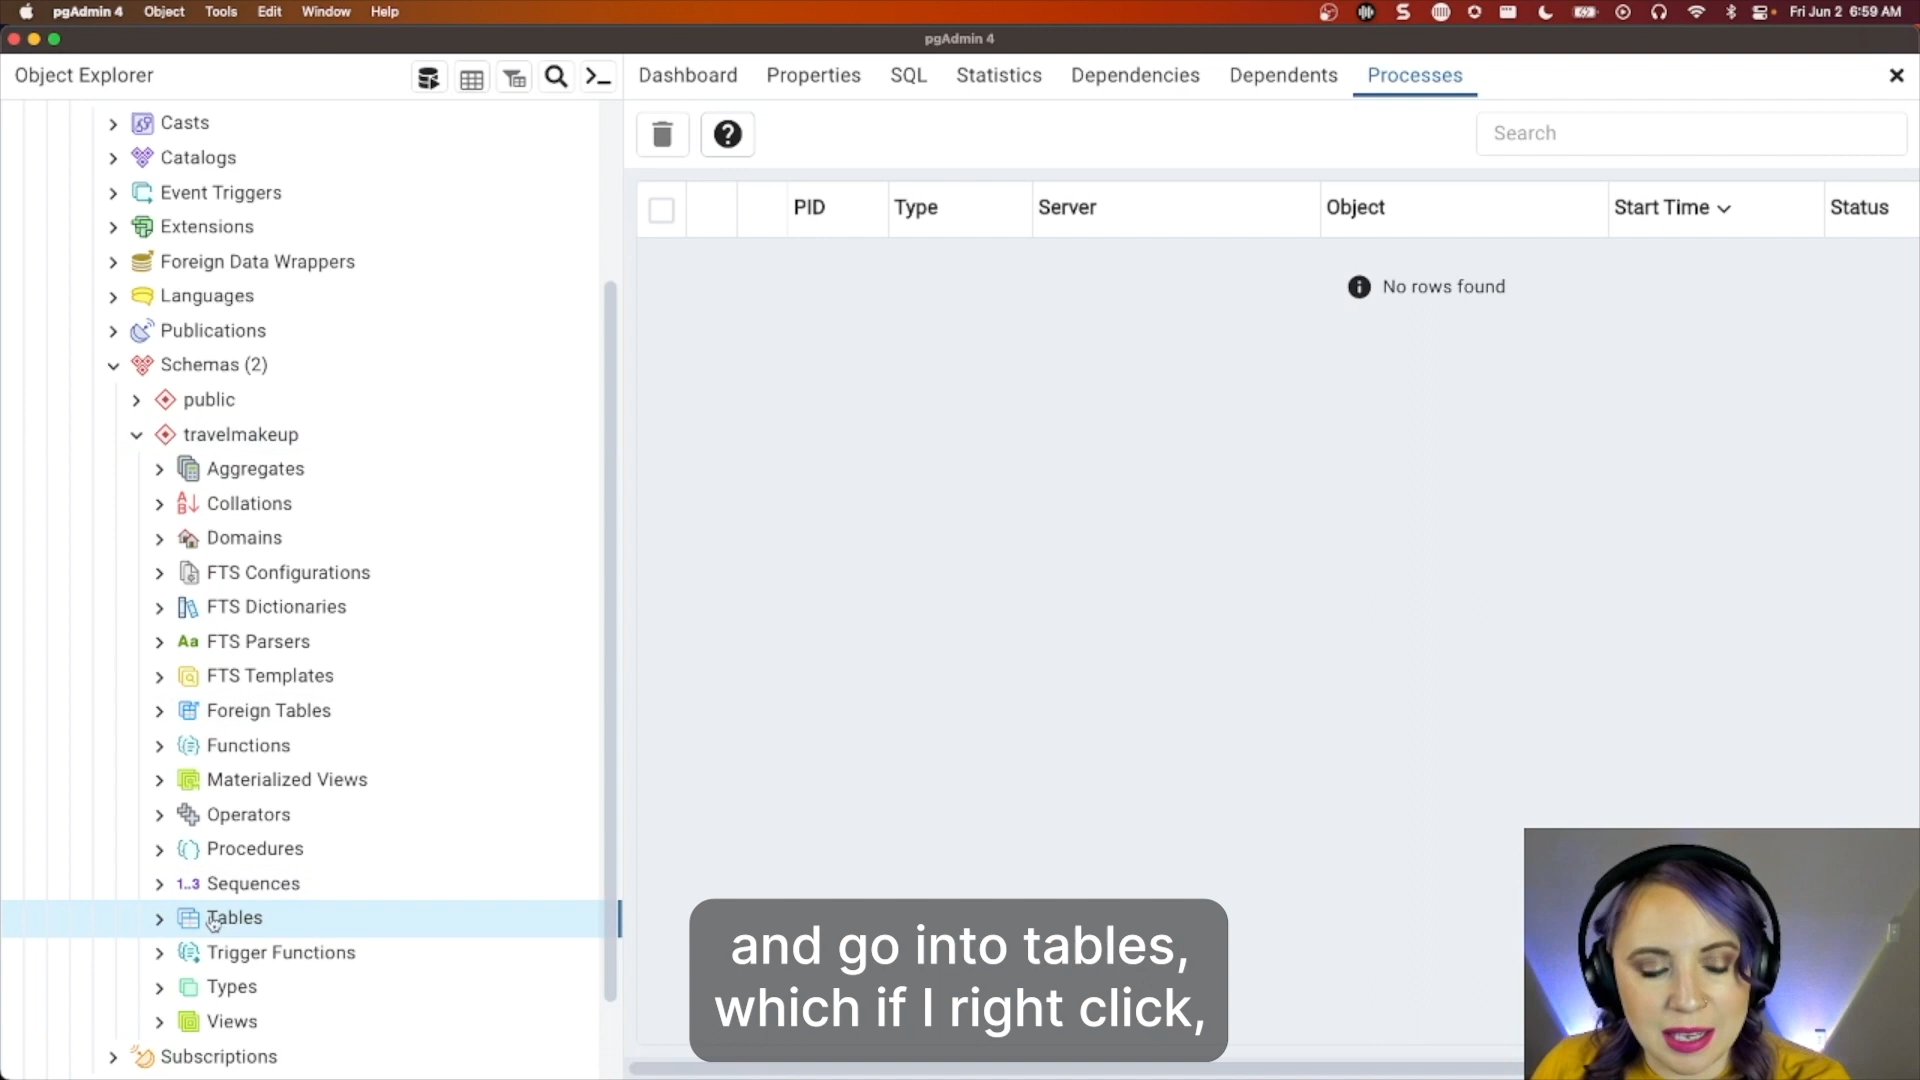 pgAdmin 4 Object Tools Edit Window Help Fri Jun 2 6:59 AM
pgAdmin 4
Object Explorer
Dashboard Properties SQL Statistics Dependencies Dependents Processes
Search
PID Type Server Object Start Time Status
No rows found
Casts
Catalogs
Event Triggers
Extensions
Foreign Data Wrappers
Languages
Publications
Schemas (2)
public
travelmakeup
Aggregates
Collations
Domains
FTS Configurations
FTS Dictionaries
Aa FTS Parsers
FTS Templates
Foreign Tables
Functions
Materialized Views
Operators
Procedures
1..3 Sequences
Tables
Trigger Functions
Types
Views
Subscriptions
and go into tables,
which if I right click,